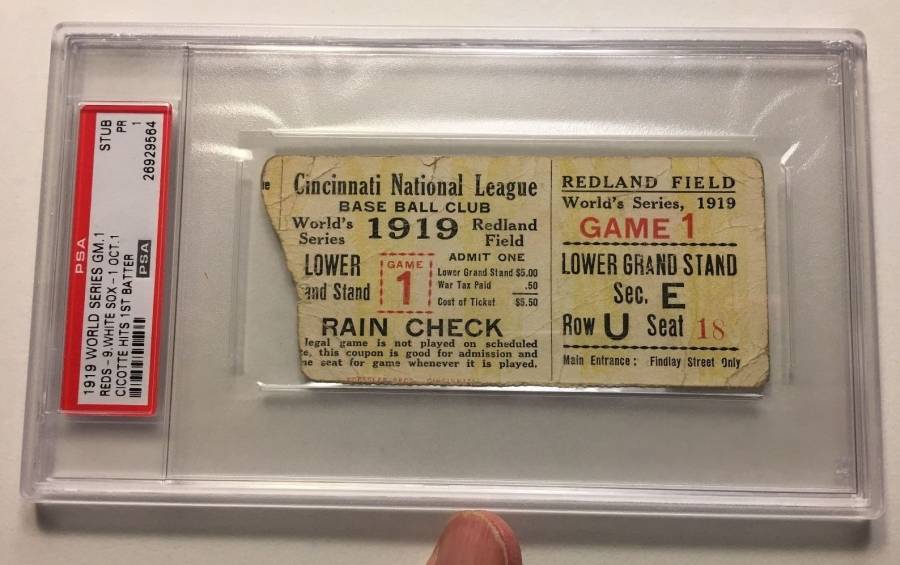 PSA
1919 WORLD SERIES GM.1
REDS - 9, WHITE SOX - 1 OCT.1
CICOTTE HITS 1ST BATTER
PSA
STUB
PR
1
26929564
Cincinnati National League
BASE BALL CLUB
World's Series 1919 Redland Field
LOWER
and Stand
GAME
1
ADMIT ONE
Lower Grand Stand $5.00
War Tax Paid .50
Cost of Ticket $5.50
RAIN CHECK
legal game is not played on scheduled
this coupon is good for admission and
seat for game whenever it is played.
REDLAND FIELD
World's Series, 1919
GAME 1
LOWER GRAND STAND
Sec. E
Row U Seat 18
Main Entrance: Findlay Street Only